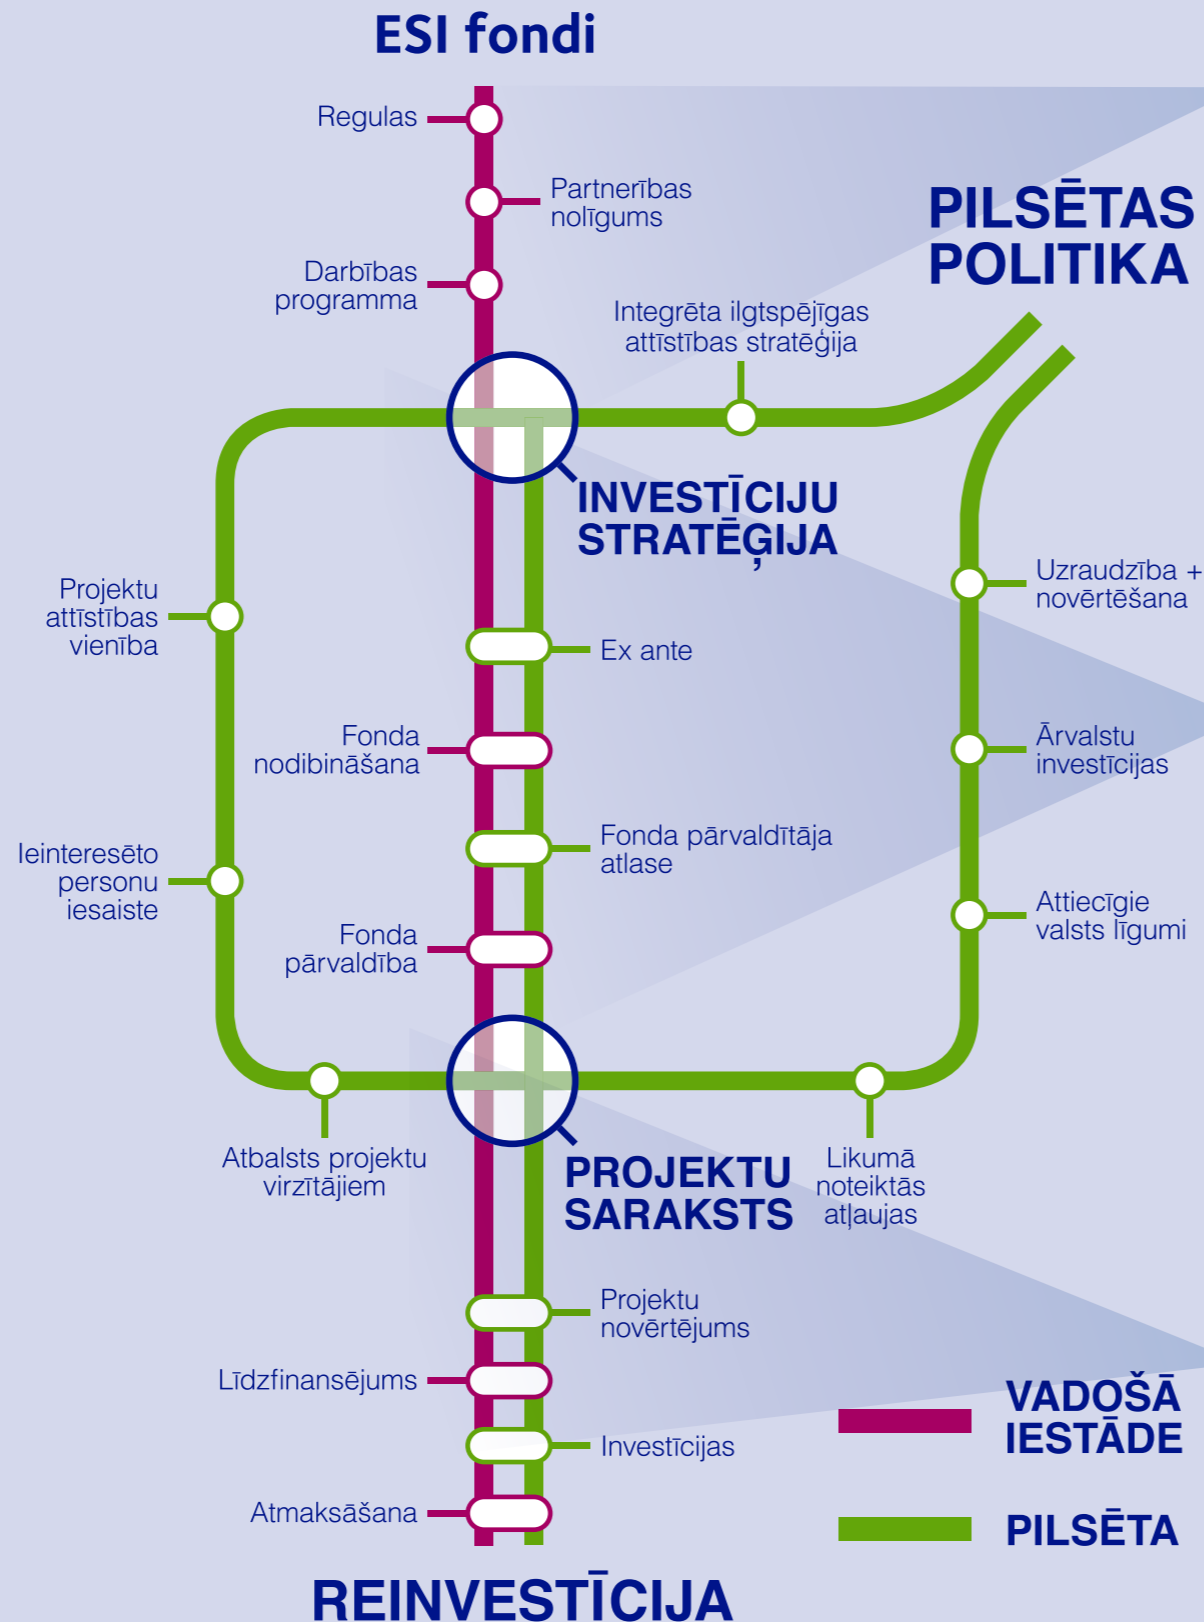 ESI fondi
Regulas
Partnerības
nolīgums
PILSĒTAS
POLITIKA
Darbības
programma
Integrēta ilgtspējīgas
attīstības stratēģija
INVESTĪCIJU
STRATĒĢIJA
Projektu
attīstības
vienība
Uzraudzība +
novērtēšana
Ex ante
Fonda
nodibināšana
Ārvalstu
investīcijas
Fonda pārvaldītāja
atlase
Ieinteresēto
personu
iesaiste
Attiecīgie
valsts līgumi
Fonda
pārvaldība
Atbalsts projektu
virzītājiem
PROJEKTU
SARAKSTS
Likumā
noteiktās
atļaujas
Projektu
novērtējums
Līdzfinansējums
Investīcijas
Atmaksāšana
VADOŠĀ
IESTĀDE
PILSĒTA
REINVESTĪCIJA